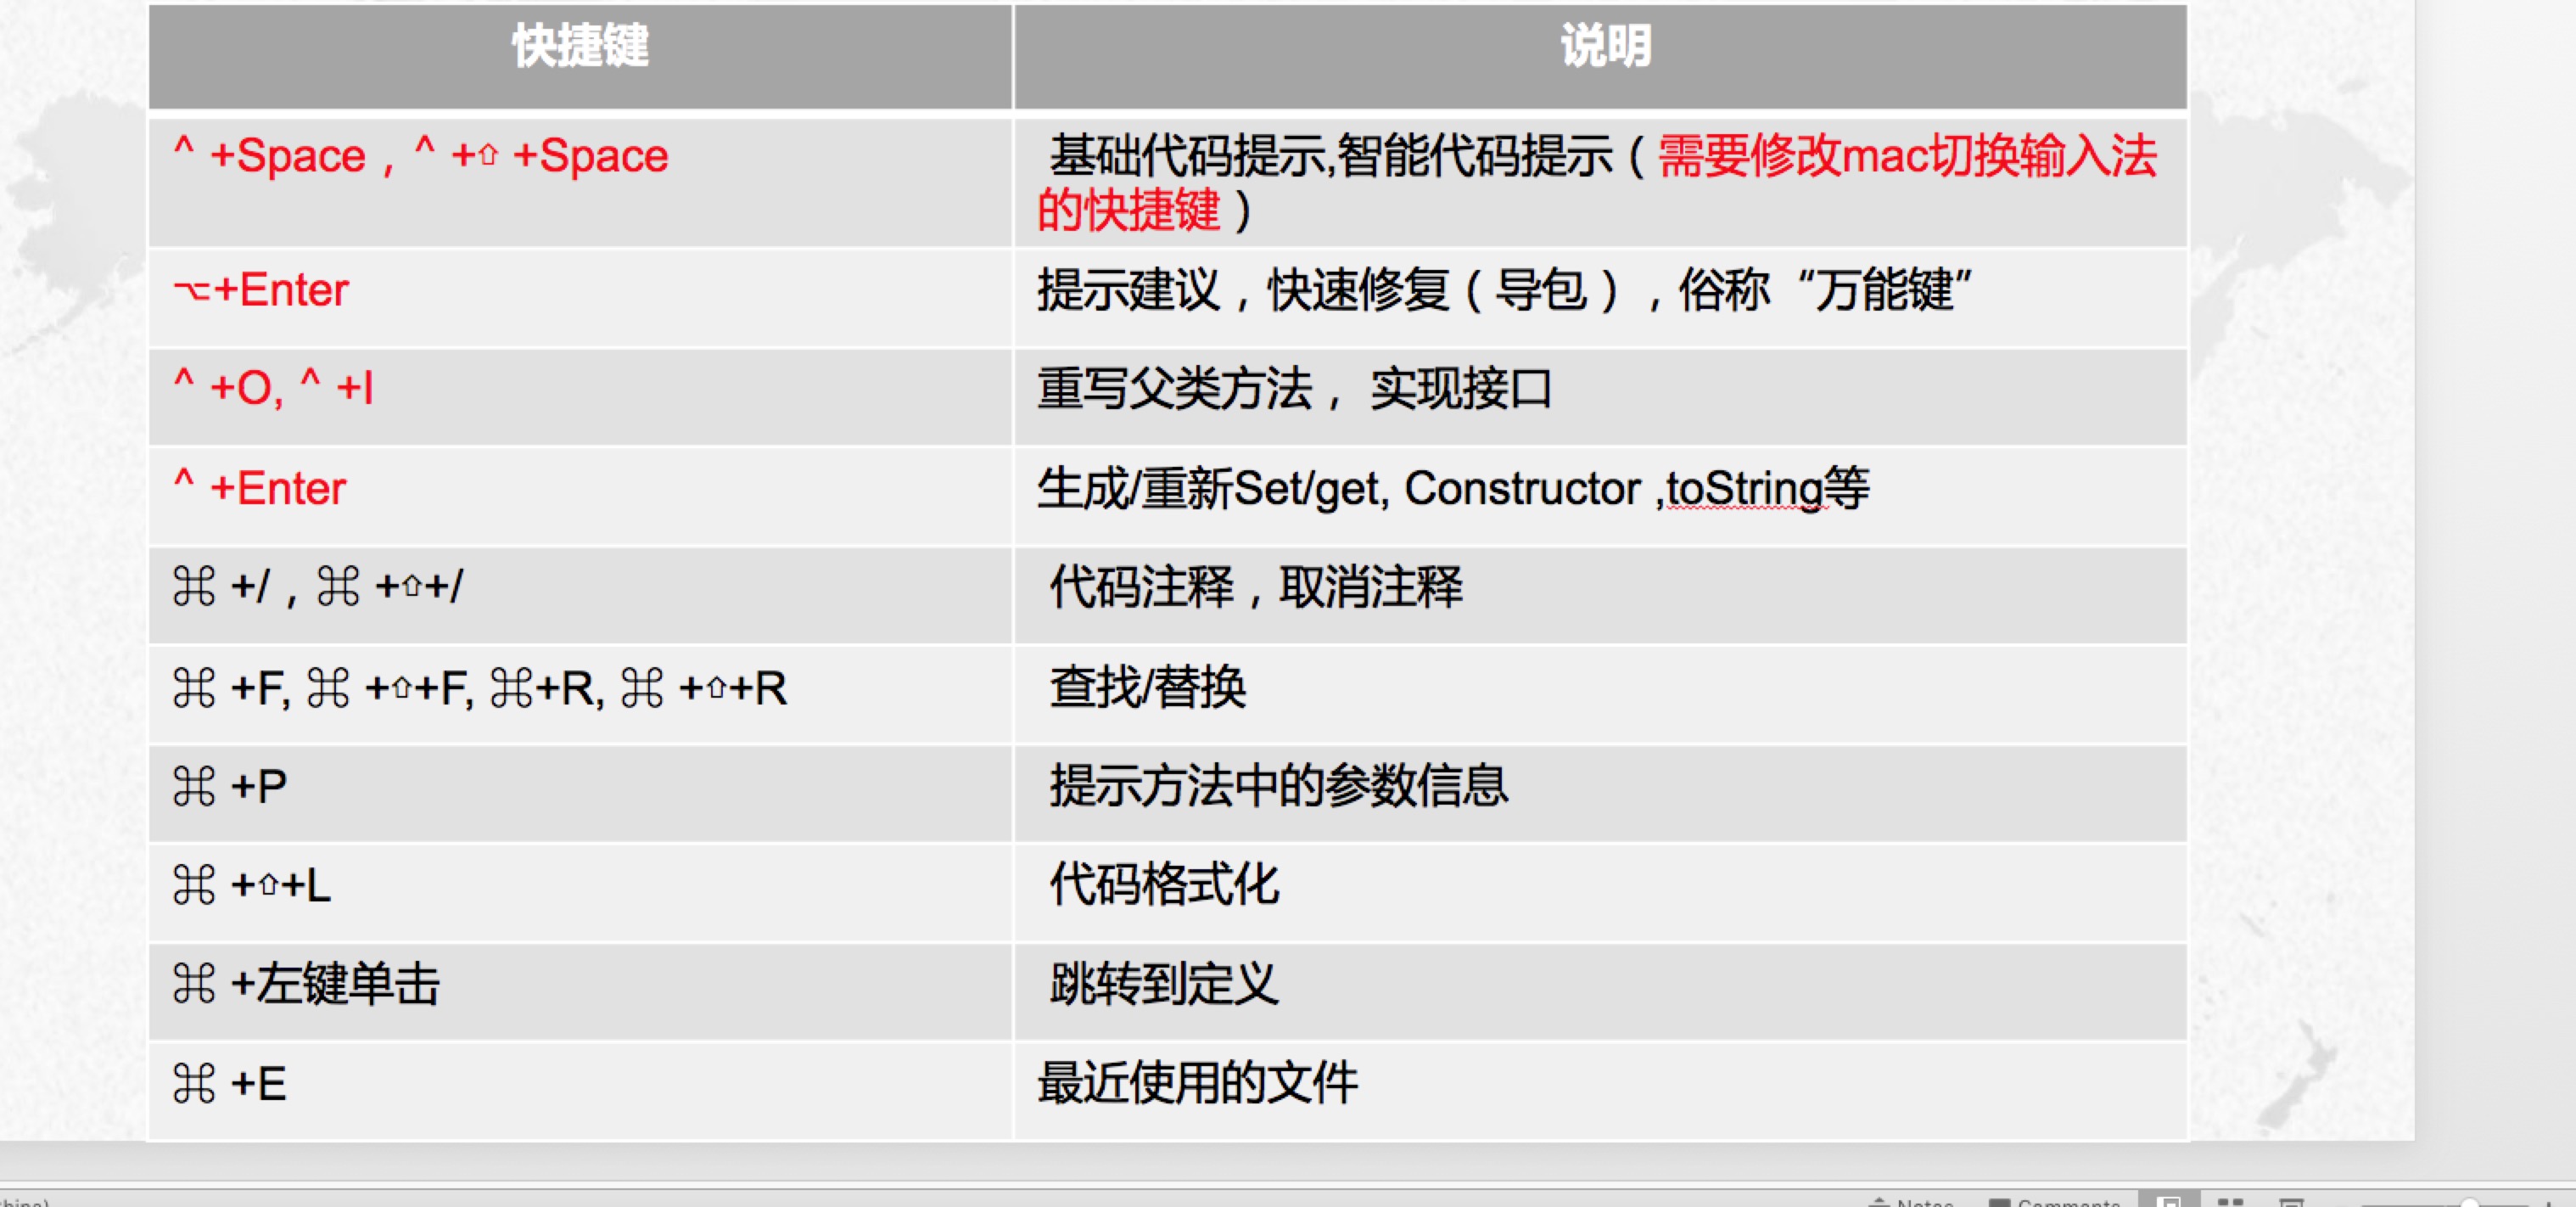 快捷键 说明
^ +Space，^ +⇧ +Space 基础代码提示,智能代码提示（需要修改mac切换输入法
的快捷键）
⌥+Enter 提示建议，快速修复（导包），俗称“万能键”
^ +O, ^ +I 重写父类方法， 实现接口
^ +Enter 生成/重新Set/get, Constructor ,toString等
⌘ +/，⌘ +⇧+/ 代码注释，取消注释
⌘ +F, ⌘ +⇧+F, ⌘+R, ⌘ +⇧+R 查找/替换
⌘ +P 提示方法中的参数信息
⌘ +⇧+L 代码格式化
⌘ +左键单击 跳转到定义
⌘ +E 最近使用的文件
Notes Comments